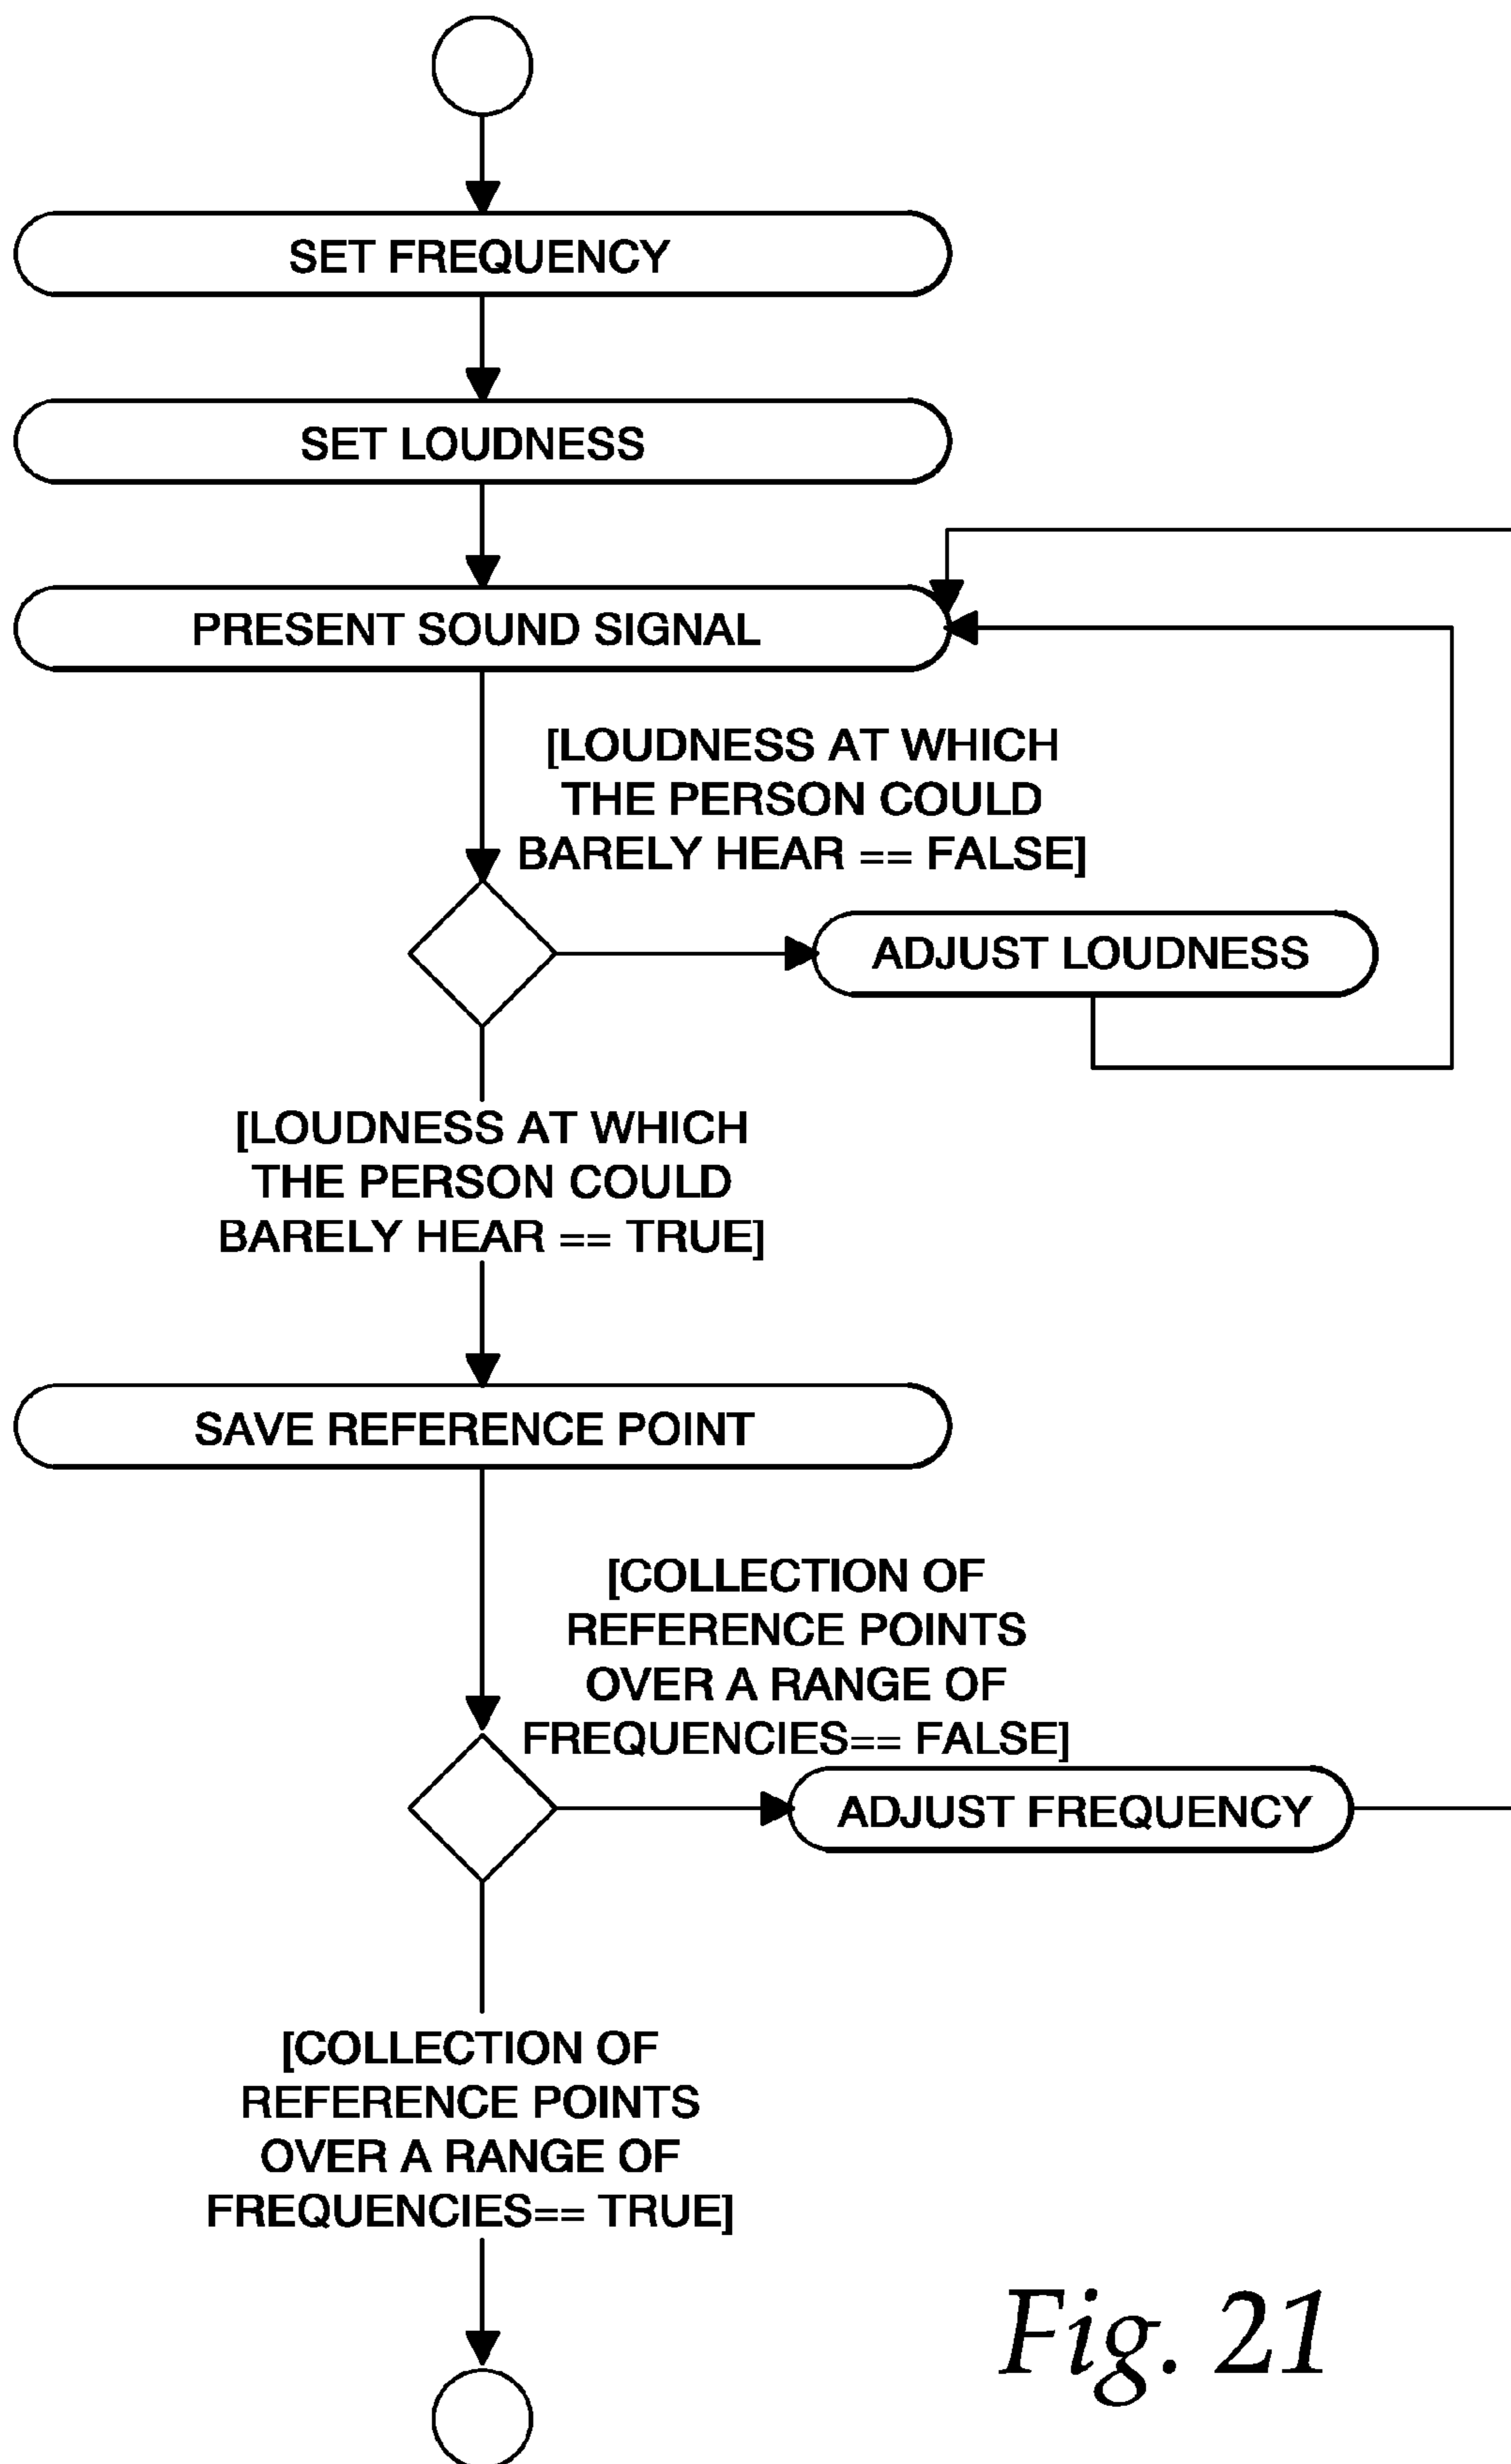 SET FREQUENCY
SET LOUDNESS
PRESENT SOUND SIGNAL
[LOUDNESS AT WHICH
THE PERSON COULD
BARELY HEAR == FALSE]
ADJUST LOUDNESS
[LOUDNESS AT WHICH
THE PERSON COULD
BARELY HEAR == TRUE]
SAVE REFERENCE POINT
[COLLECTION OF
REFERENCE POINTS
OVER A RANGE OF
FREQUENCIES== FALSE]
ADJUST FREQUENCY
[COLLECTION OF
REFERENCE POINTS
OVER A RANGE OF
FREQUENCIES== TRUE]
Fig. 21